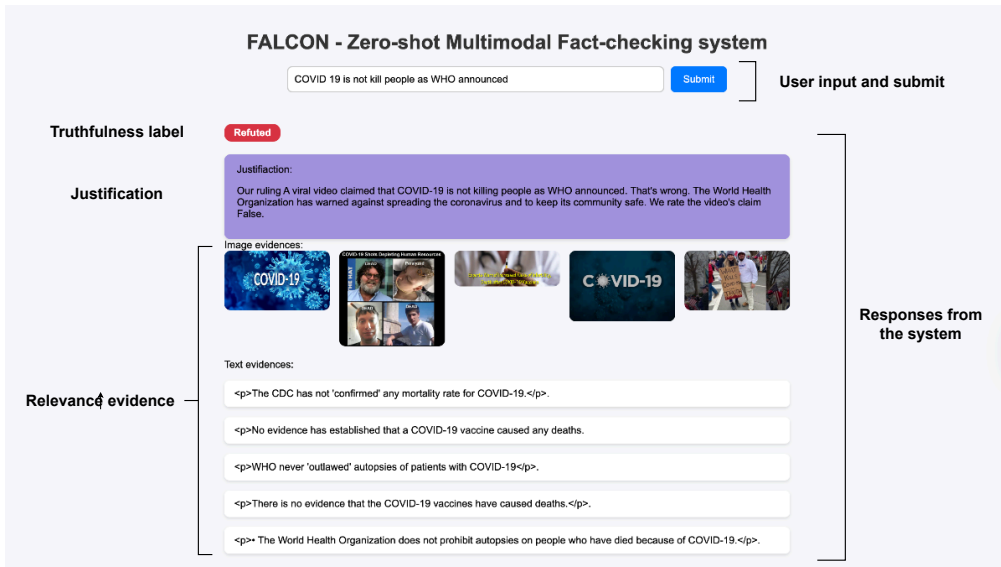 FALCON - Zero-shot Multimodal Fact-checking system
COVID 19 is not kill people as WHO announced
Submit
User input and submit
Truthfulness label
Refuted
Justification
Justifiaction:
Our ruling A viral video claimed that COVID-19 is not killing people as WHO announced. That's wrong. The World Health
Organization has warned against spreading the coronavirus and to keep its community safe. We rate the video's claim
False.
Image evidences:
COVID-19
COVID-19 Stats Depleting Human Resources
COVID-19
Responses from
the system
Text evidences:
Relevance evidence
<p>The CDC has not 'confirmed' any mortality rate for COVID-19.</p>.
<p>No evidence has established that a COVID-19 vaccine caused any deaths.
<p>WHO never 'outlawed' autopsies of patients with COVID-19</p>.
<p>There is no evidence that the COVID-19 vaccines have caused deaths.</p>.
<p>• The World Health Organization does not prohibit autopsies on people who have died because of COVID-19.</p>.